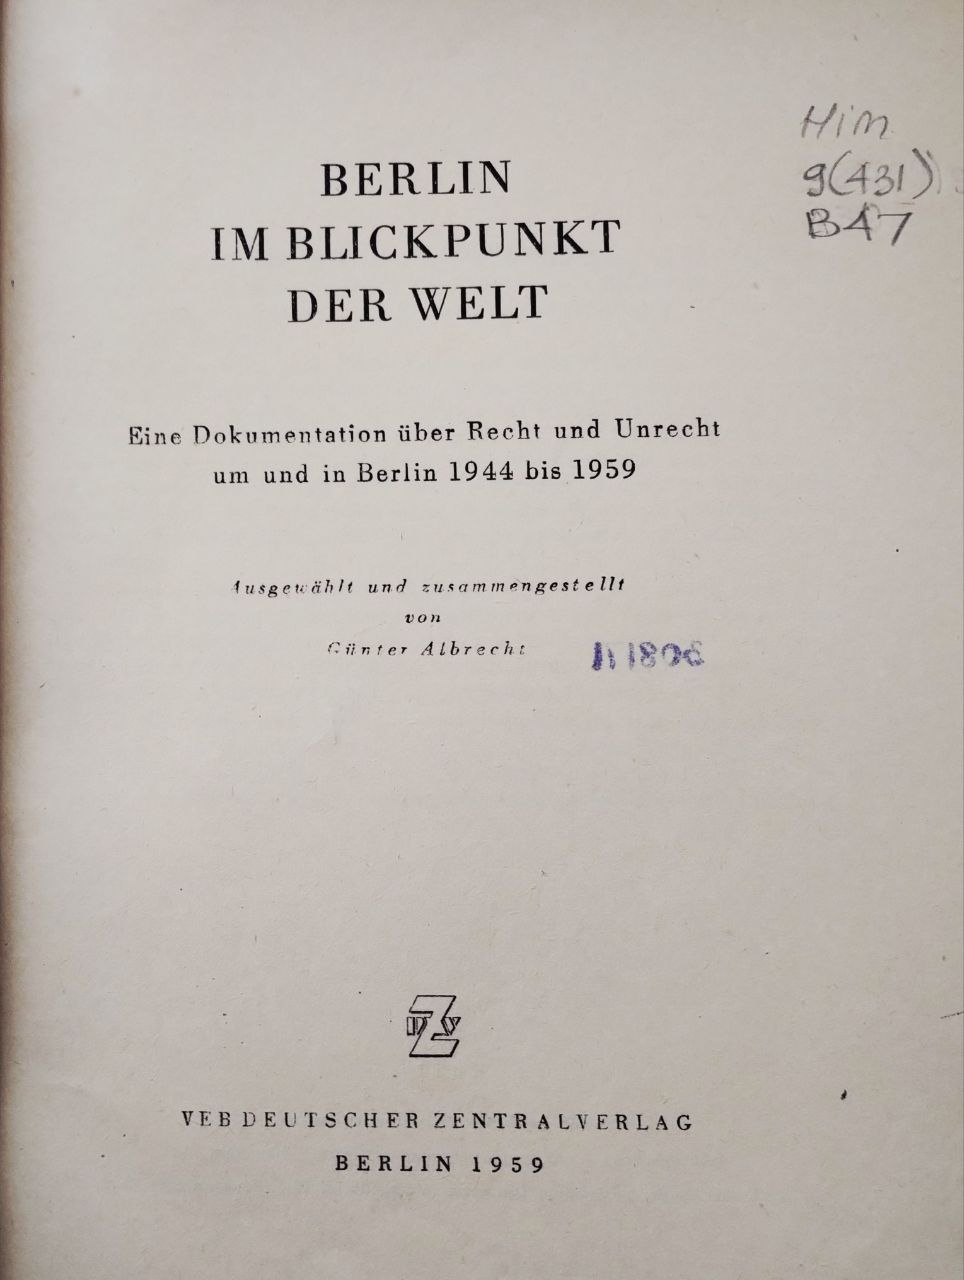 Him
9(431)
B47
BERLIN
IM BLICKPUNKT
DER WELT
Eine Dokumentation über Recht und Unrecht
um und in Berlin 1944 bis 1959
Ausgewählt und zusammengestellt
von
Günter Albrecht
VEB DEUTSCHER ZENTRALVERLAG
BERLIN 1959